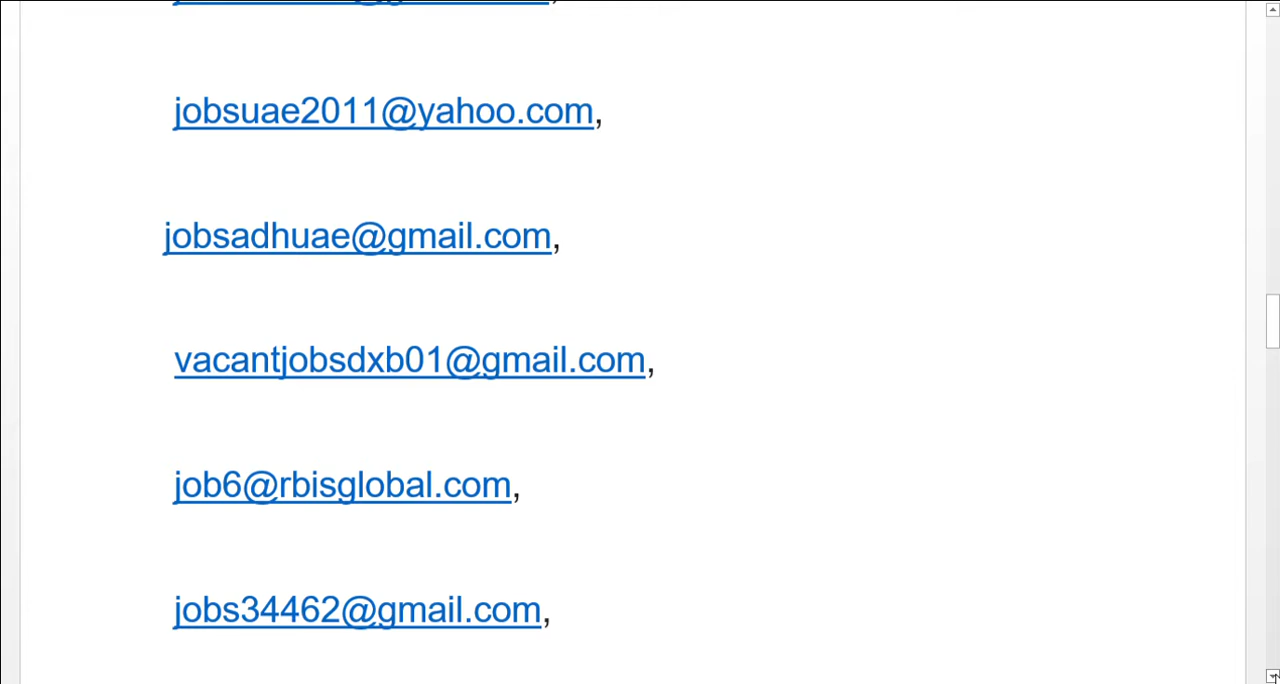 jobsuae2011@yahoo.com,
jobsadhuae@gmail.com,
vacantjobsdxb01@gmail.com,
job6@rbisglobal.com,
jobs34462@gmail.com,